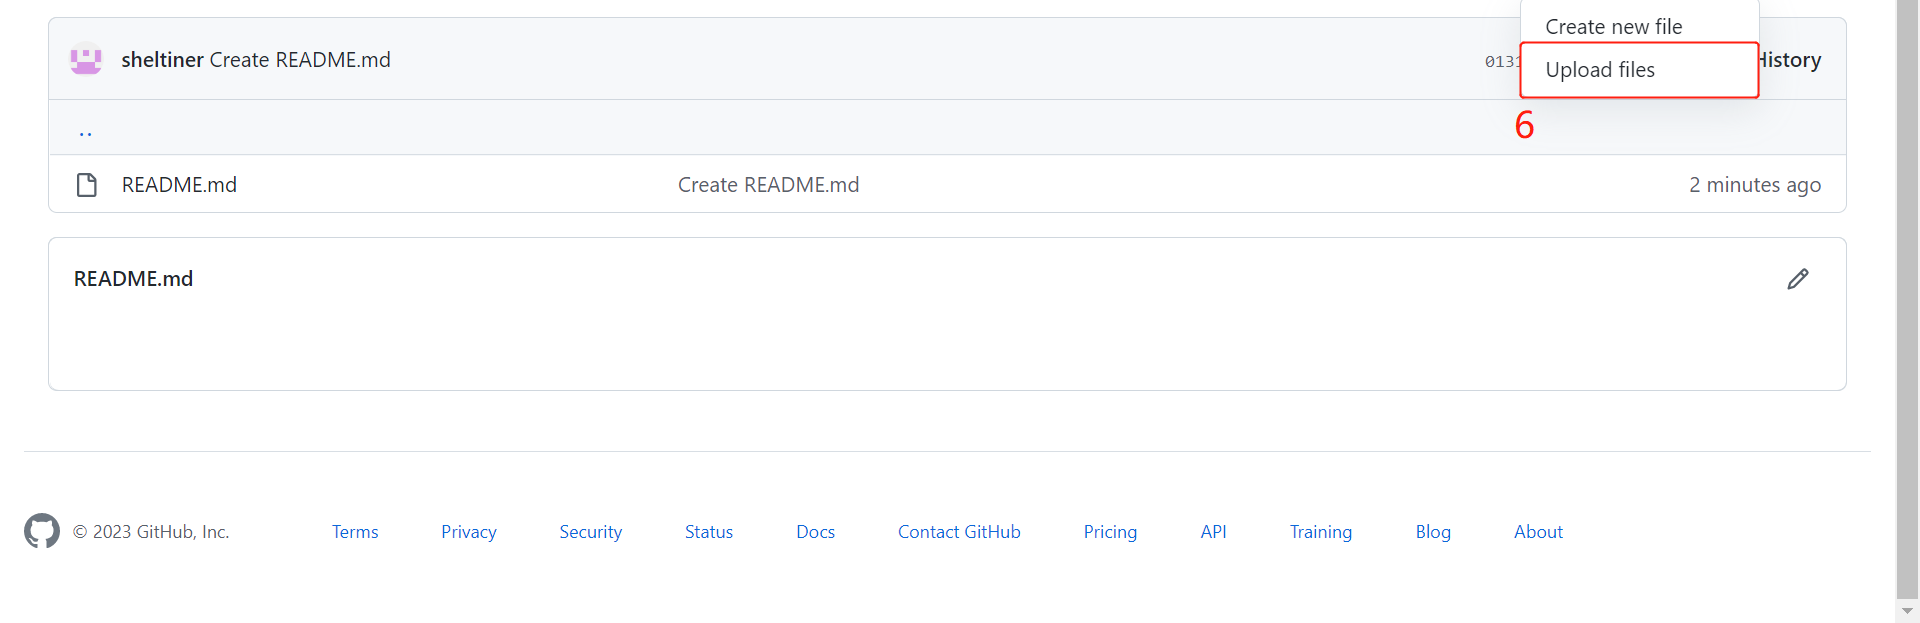 Create new file
sheltiner Create README.md
Upload files
History
..
6
README.md Create README.md 2 minutes ago
README.md
© 2023 GitHub, Inc. Terms Privacy Security Status Docs Contact GitHub Pricing API Training Blog About